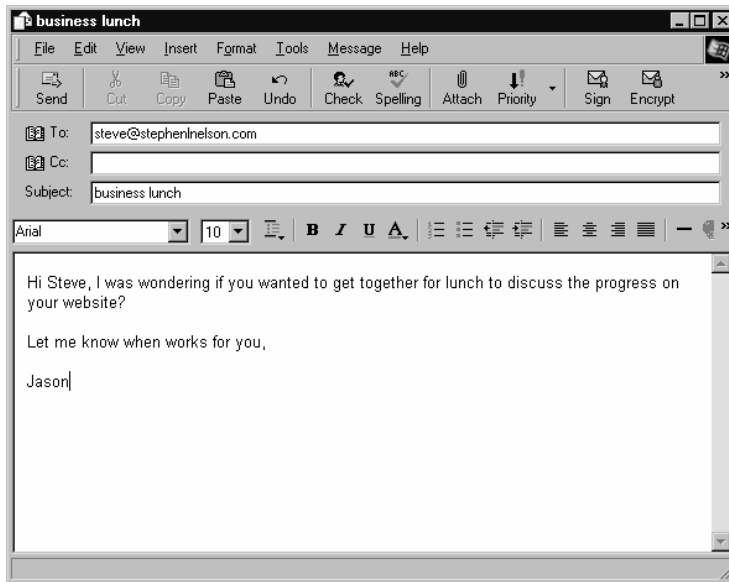 business lunch
File Edit View Insert Format Tools Message Help
ABC
Send Cut Copy Paste Undo Check Spelling Attach Priority Sign Encrypt
To: steve@stephenlnelson.com
Cc:
Subject: business lunch
Arial 10 B I U A
Hi Steve, I was wondering if you wanted to get together for lunch to discuss the progress on
your website?
Let me know when works for you,
Jason